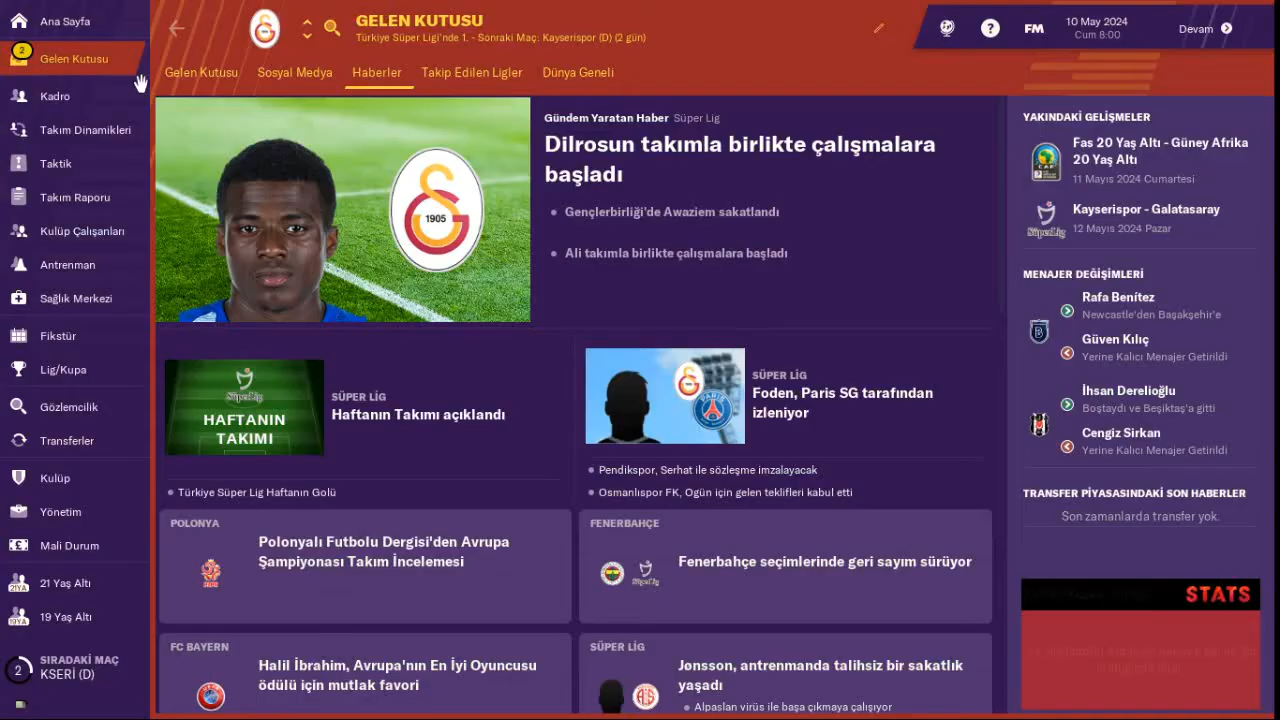 Ana Sayfa
2
Gelen Kutusu
Kadro
Takım Dinamikleri
Taktik
Takım Raporu
Kulüp Çalışanları
Antrenman
Sağlık Merkezi
Fikstür
Lig/Kupa
Gözlemcilik
Transferler
Kulüp
Yönetim
Mali Durum
21YA
21 Yaş Altı
19YA
19 Yaş Altı
2
SIRADAKİ MAÇ
KSERİ (D)
GELEN KUTUSU
Türkiye Süper Ligi'nde 1. - Sonraki Maç: Kayserispor (D) (2 gün)
?
FM
10 May 2024
Cum 8:00
Devam
Gelen Kutusu
Sosyal Medya
Haberler
Takip Edilen Ligler
Dünya Geneli
1905
Gündem Yaratan Haber Süper Lig
Dilrosun takımla birlikte çalışmalara
başladı
Gençlerbirliği'de Awaziem sakatlandı
Ali takımla birlikte çalışmalara başladı
SüperLig
HAFTANIN
TAKIMI
SÜPER LİG
Haftanın Takımı açıklandı
Türkiye Süper Lig Haftanın Golü
PARIS
SÜPER LİG
Foden, Paris SG tarafından
izleniyor
Pendikspor, Serhat ile sözleşme imzalayacak
Osmanlıspor FK, Ogün için gelen teklifleri kabul etti
POLONYA
Polonyalı Futbolu Dergisi'den Avrupa
Şampiyonası Takım İncelemesi
FENERBAHÇE
SüperLig
Fenerbahçe seçimlerinde geri sayım sürüyor
FC BAYERN
Halil İbrahim, Avrupa'nın En İyi Oyuncusu
ödülü için mutlak favori
SÜPER LİG
Jønsson, antrenmanda talihsiz bir sakatlık
yaşadı
Alpaslan virüs ile başa çıkmaya çalışıyor
YAKINDAKİ GELİŞMELER
Fas 20 Yaş Altı - Güney Afrika
20 Yaş Altı
11 Mayıs 2024 Cumartesi
SüperLig
Kayserispor - Galatasaray
12 Mayıs 2024 Pazar
MENAJER DEĞİŞİMLERİ
Rafa Benítez
Newcastle'den Başakşehir'e
Güven Kılıç
Yerine Kalıcı Menajer Getirildi
İhsan Derelioğlu
Boştaydı ve Beşiktaş'a gitti
Cengiz Sirkan
Yerine Kalıcı Menajer Getirildi
TRANSFER PİYASASINDAKİ SON HABERLER
Son zamanlarda transfer yok.
STATS